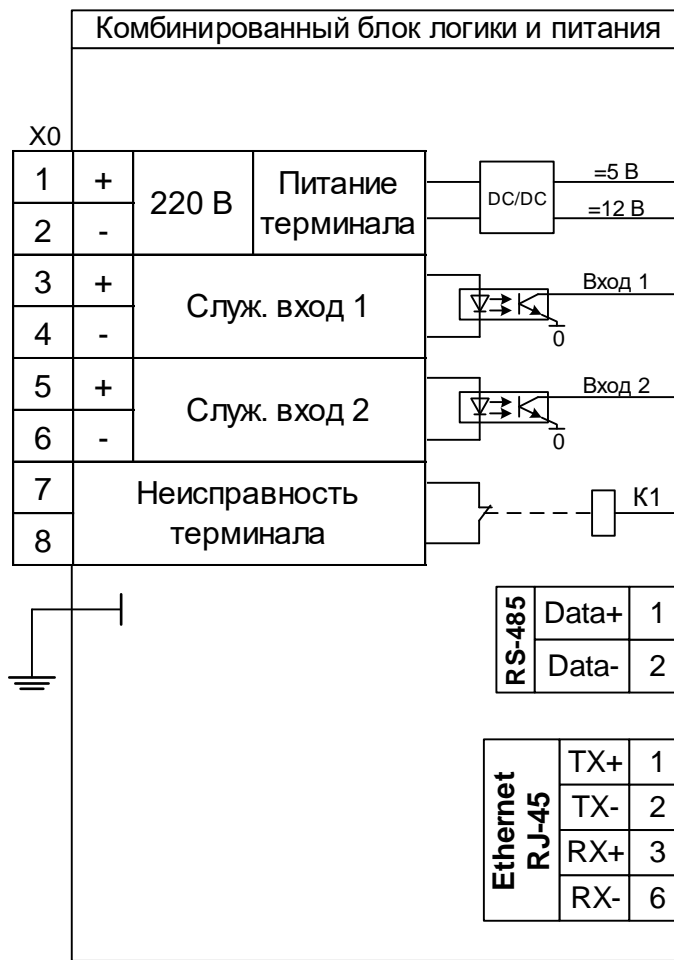 Комбинированный блок логики и питания
X0
1 + 220 В Питание терминала
2 -
DC/DC
=5 В
=12 В
3 + Служ. вход 1
4 -
Вход 1
0
5 + Служ. вход 2
6 -
Вход 2
0
7 Неисправность
8 терминала
К1
RS-485
Data+ 1
Data- 2
Ethernet
RJ-45
TX+ 1
TX- 2
RX+ 3
RX- 6